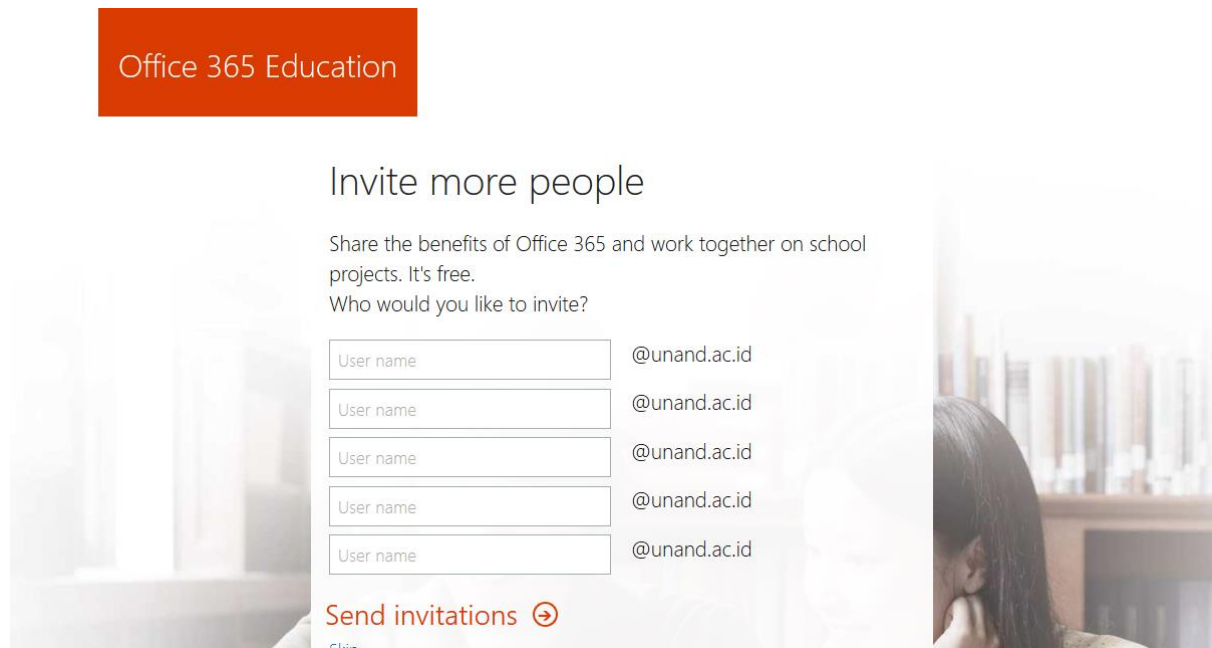 Office 365 Education
Invite more people
Share the benefits of Office 365 and work together on school
projects. It's free.
Who would you like to invite?
User name @unand.ac.id
User name @unand.ac.id
User name @unand.ac.id
User name @unand.ac.id
User name @unand.ac.id
Send invitations
Skip